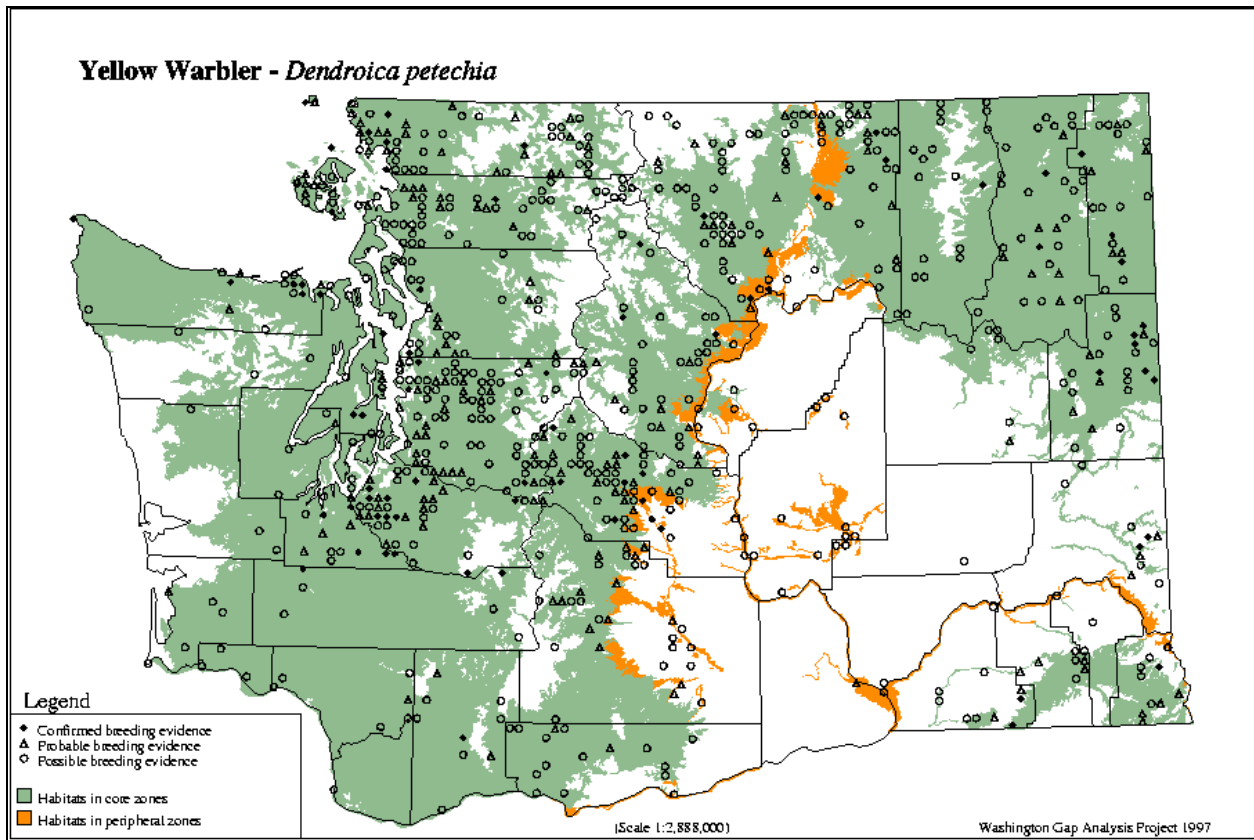 Yellow Warbler - Dendroica petechia
Legend
Confirmed breeding evidence
Probable breeding evidence
Possible breeding evidence
Habitats in core zones
Habitats in peripheral zones
(Scale 1:2,888,000)
Washington Gap Analysis Project 1997